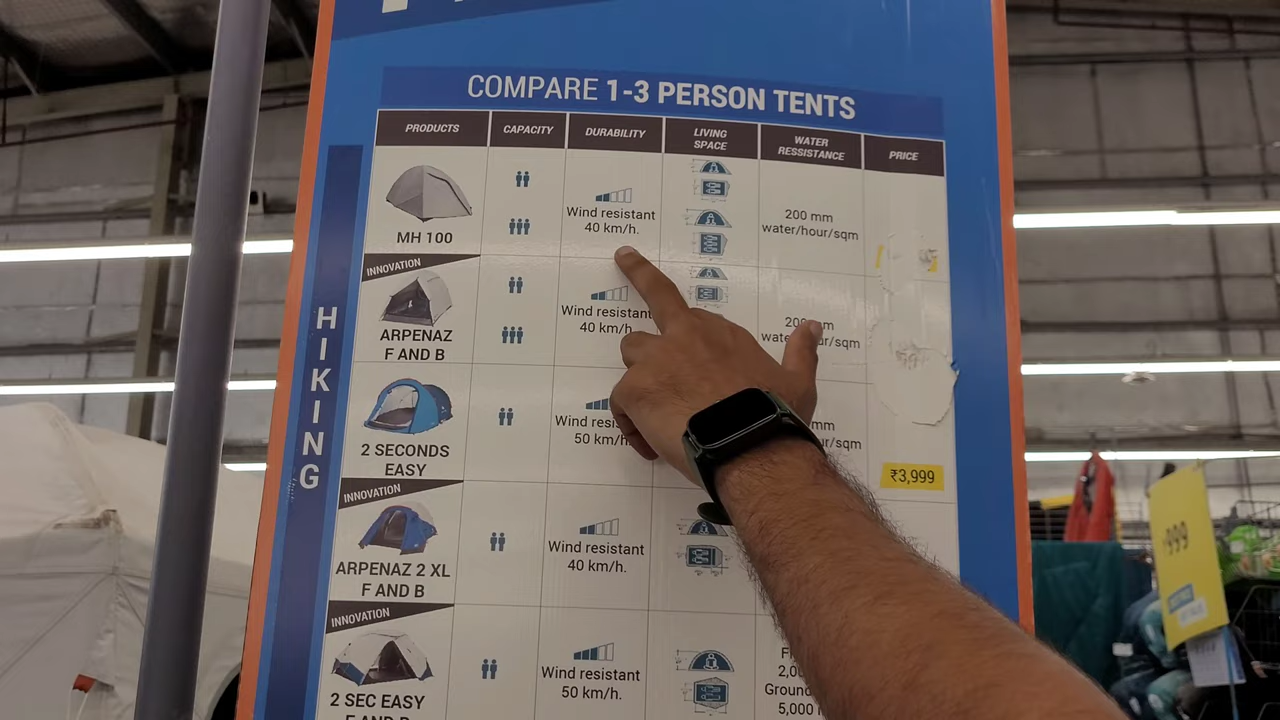 COMPARE 1-3 PERSON TENTS
PRODUCTS CAPACITY DURABILITY LIVING SPACE WATER RESSISTANCE PRICE
HIKING
MH 100
Wind resistant
40 km/h.
200 mm
water/hour/sqm
INNOVATION
ARPENAZ
F AND B
Wind resistant
40 km/h.
2 SECONDS
EASY
50 km/h
mm
₹3,999
INNOVATION
ARPENAZ 2 XL
F AND B
Wind resistant
40 km/h.
INNOVATION
2 SEC EASY
F AND B
Wind resistant
50 km/h.
₹999